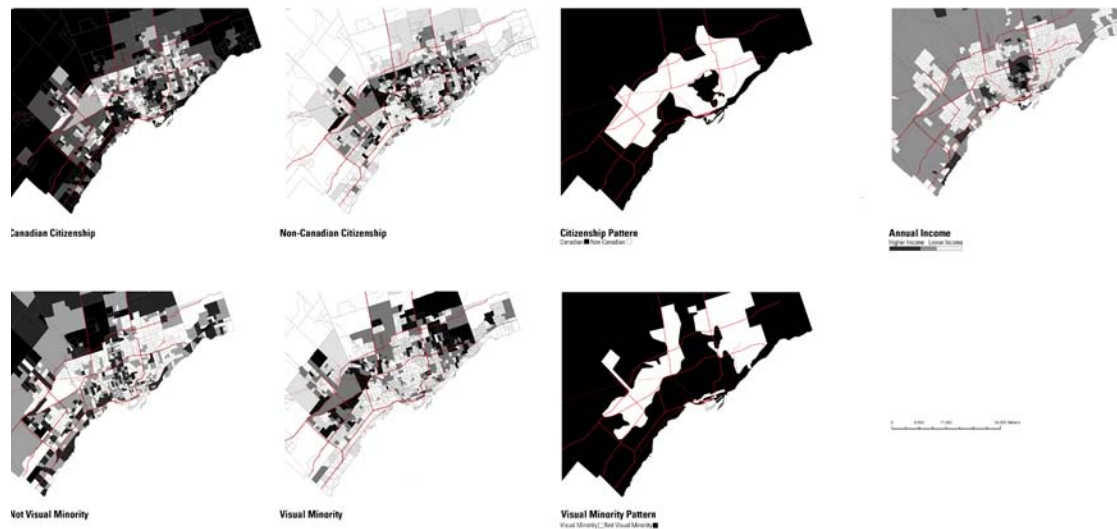 Canadian Citizenship
Non-Canadian Citizenship
Citizenship Pattern
Canadian Non-Canadian
Annual Income
Higher Income Lower Income
Not Visual Minority
Visual Minority
Visual Minority Pattern
Visual Minority Not Visual Minority
0